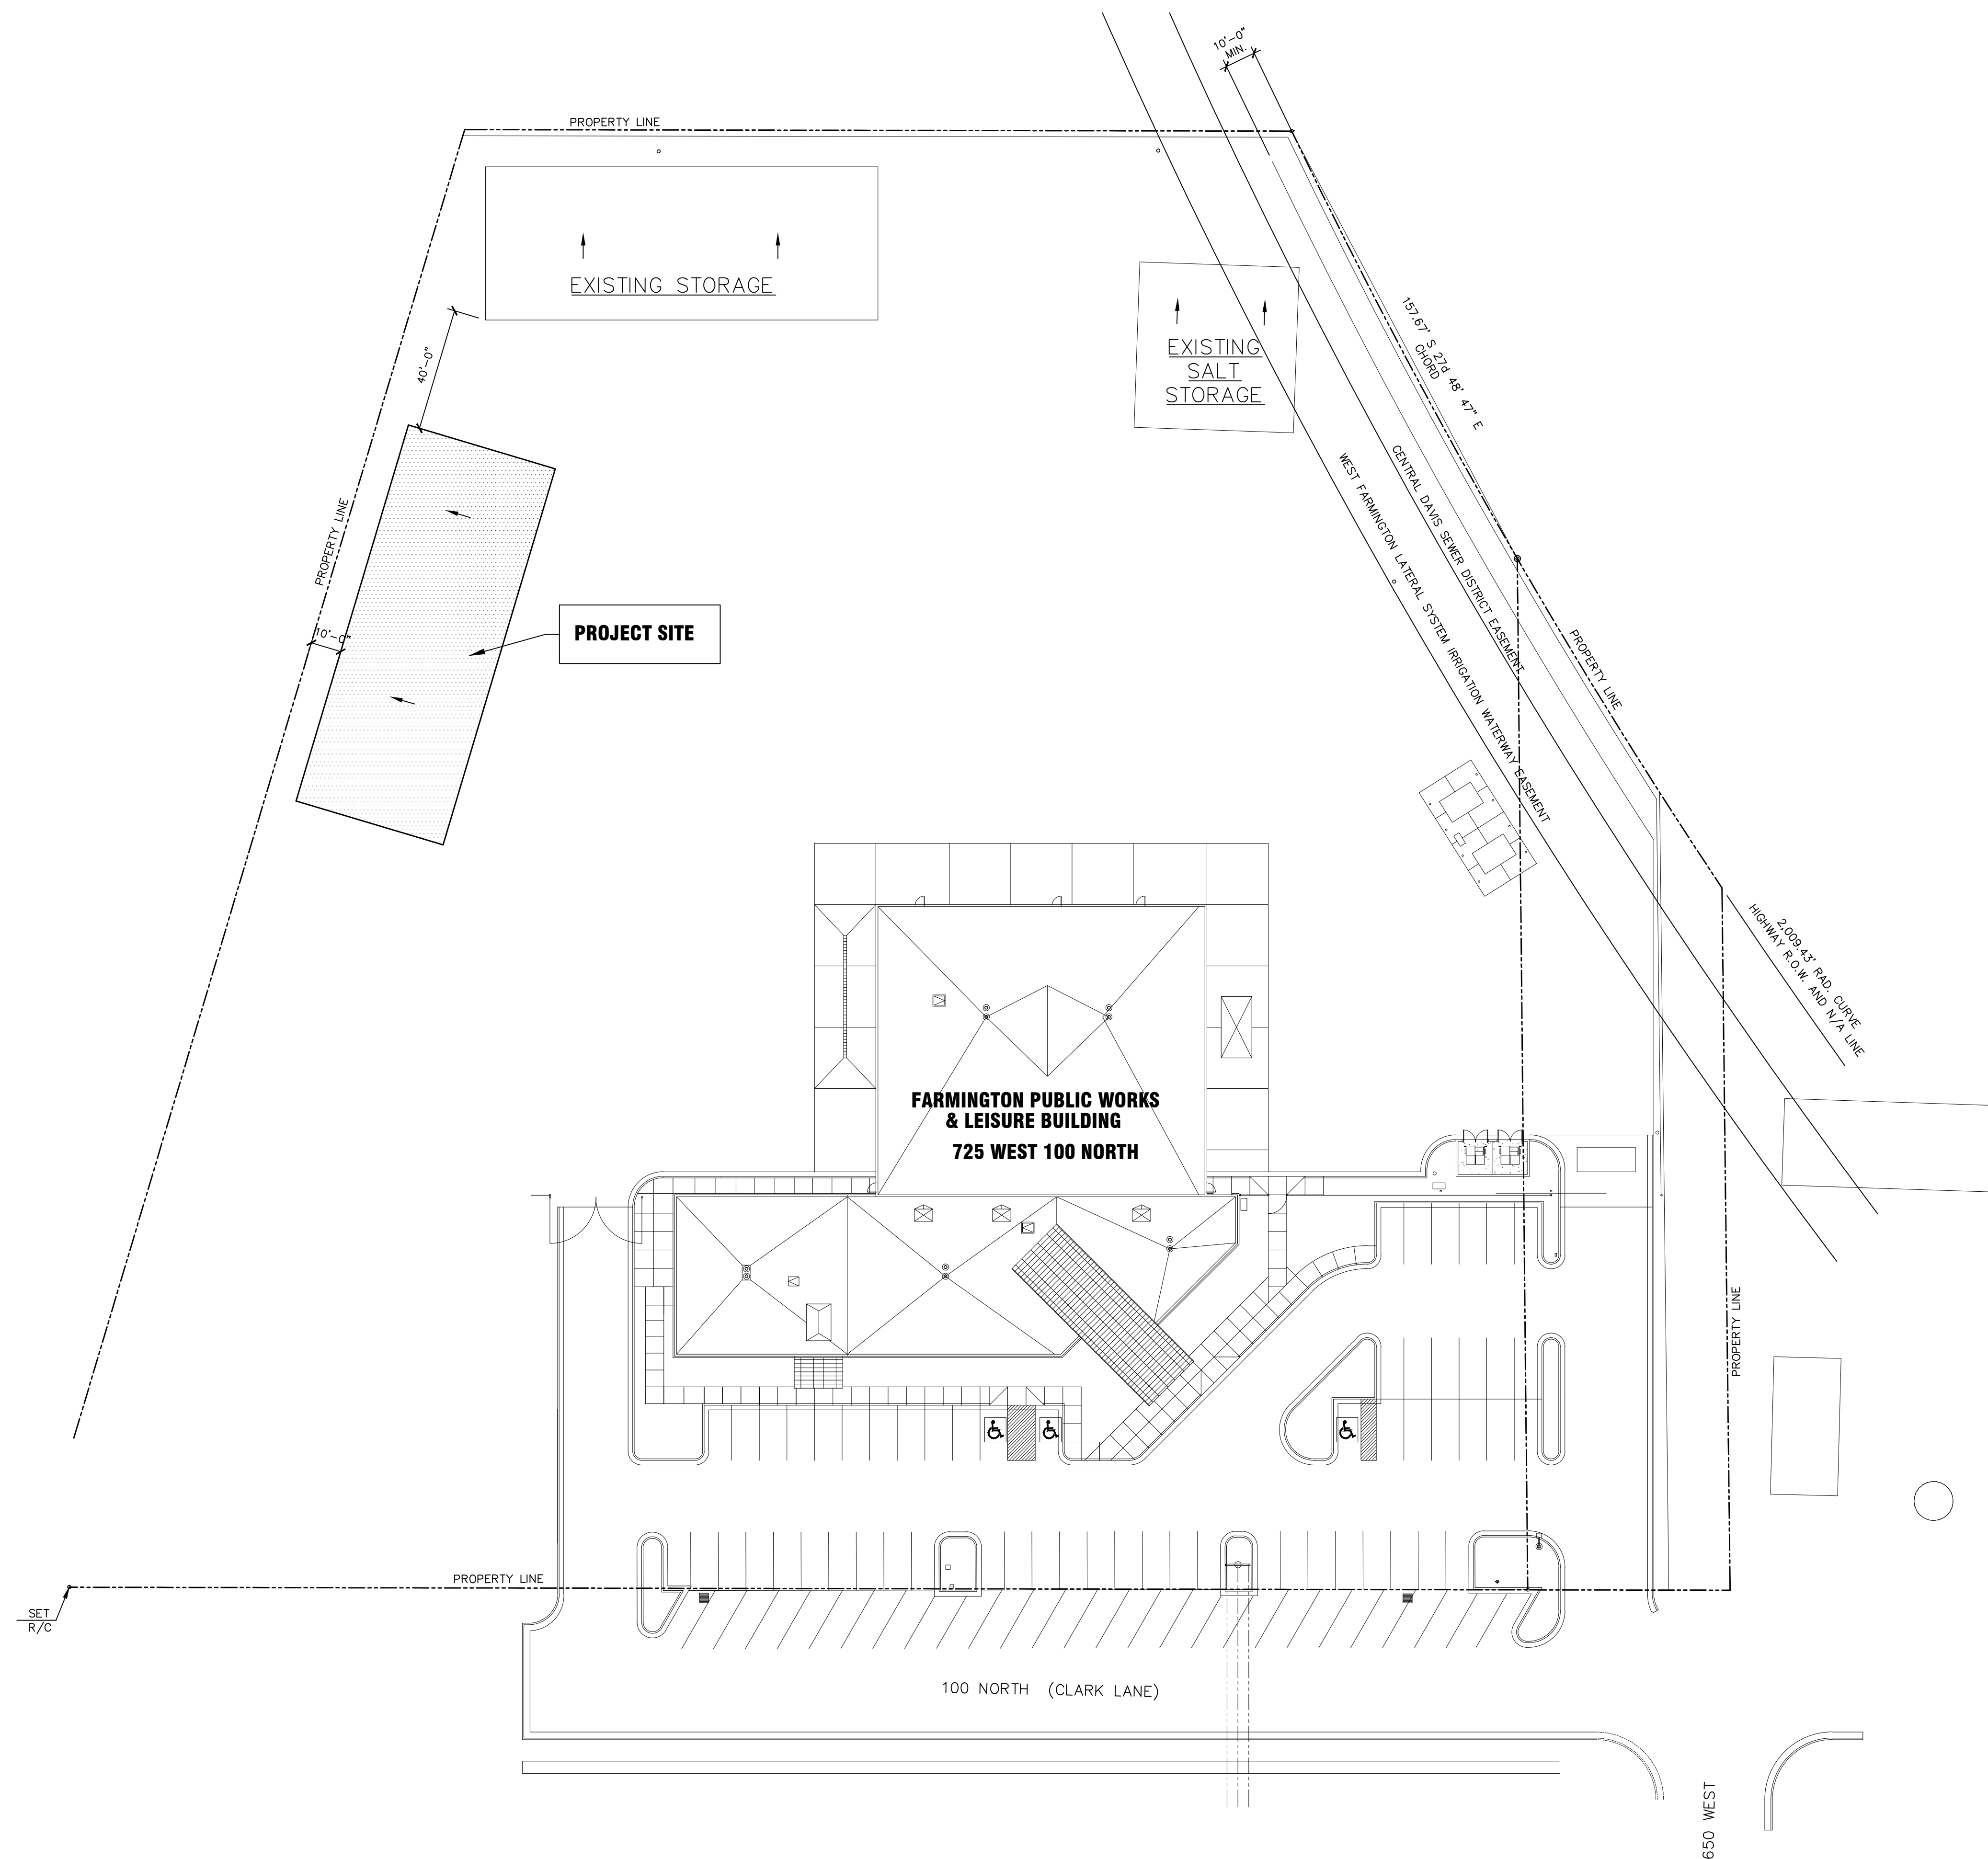 10'-0"
MIN.
PROPERTY LINE
EXISTING STORAGE
40'-0"
EXISTING
SALT
STORAGE
157.67' S 27d 48' 47" E
CHORD
CENTRAL DAVIS SEWER DISTRICT EASEMENT
WEST FARMINGTON LATERAL SYSTEM IRRIGATION WATERWAY EASEMENT
PROPERTY LINE
10'-0"
PROJECT SITE
PROPERTY LINE
2,009.43' RAD. CURVE
HIGHWAY R.O.W. AND N/A LINE
FARMINGTON PUBLIC WORKS
& LEISURE BUILDING
725 WEST 100 NORTH
PROPERTY LINE
PROPERTY LINE
SET
R/C
100 NORTH (CLARK LANE)
650 WEST